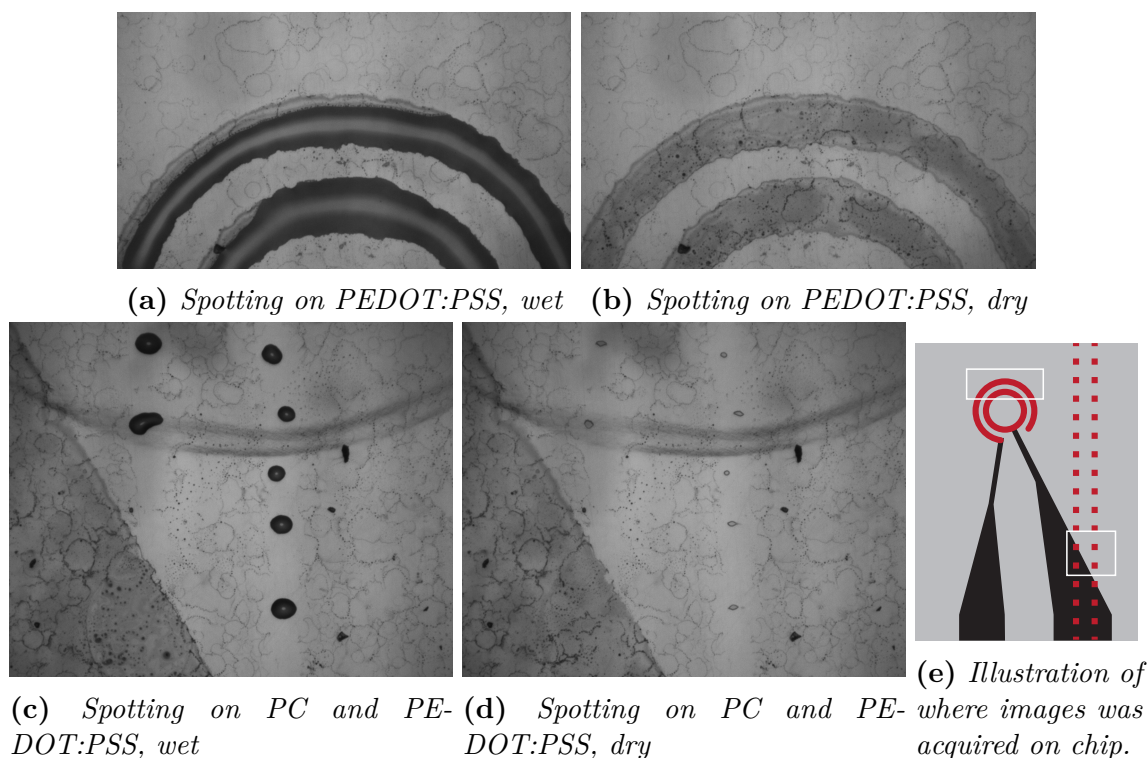 (a) Spotting on PEDOT:PSS, wet
(b) Spotting on PEDOT:PSS, dry
(c) Spotting on PC and PE-
DOT:PSS, wet
(d) Spotting on PC and PE-
DOT:PSS, dry
(e) Illustration of
where images was
acquired on chip.